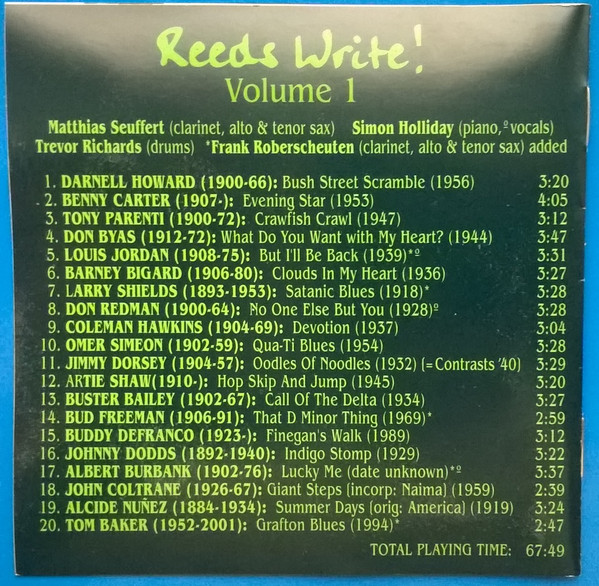 Reeds Write!
Volume 1
Matthias Seuffert (clarinet, alto & tenor sax) Simon Holliday (piano, º vocals)
Trevor Richards (drums) *Frank Roberscheuten (clarinet, alto & tenor sax) added
1. DARNELL HOWARD (1900-66): Bush Street Scramble (1956) 3:20
2. BENNY CARTER (1907-): Evening Star (1953) 4:05
3. TONY PARENTI (1900-72): Crawfish Crawl (1947) 3:12
4. DON BYAS (1912-72): What Do You Want with My Heart? (1944) 3:47
5. LOUIS JORDAN (1908-75): But I'll Be Back (1939)*º 3:31
6. BARNEY BIGARD (1906-80): Clouds In My Heart (1936) 3:27
7. LARRY SHIELDS (1893-1953): Satanic Blues (1918)* 3:28
8. DON REDMAN (1900-64): No One Else But You (1928)º 3:28
9. COLEMAN HAWKINS (1904-69): Devotion (1937) 3:04
10. OMER SIMEON (1902-59): Qua-Ti Blues (1954) 3:28
11. JIMMY DORSEY (1904-57): Oodles Of Noodles (1932) (=Contrasts '40) 3:29
12. ARTIE SHAW(1910-): Hop Skip And Jump (1945) 3:20
13. BUSTER BAILEY (1902-67): Call Of The Delta (1934) 3:27
14. BUD FREEMAN (1906-91): That D Minor Thing (1969)* 2:59
15. BUDDY DEFRANCO (1923-): Finegan's Walk (1989) 3:12
16. JOHNNY DODDS (1892-1940): Indigo Stomp (1929) 3:22
17. ALBERT BURBANK (1902-76): Lucky Me (date unknown)*º 3:37
18. JOHN COLTRANE (1926-67): Giant Steps (incorp: Naima) (1959) 2:39
19. ALCIDE NUÑEZ (1884-1934): Summer Days (orig: America) (1919) 3:24
20. TOM BAKER (1952-2001): Grafton Blues (1994)* 2:47
TOTAL PLAYING TIME: 67:49